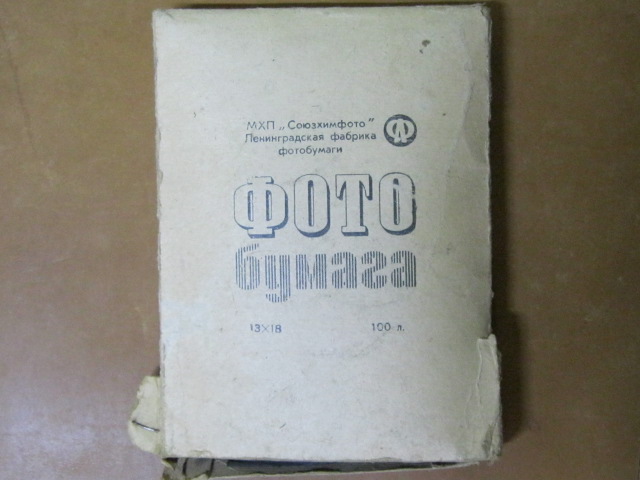 МХП „Союзхимфото"
Ленинградская фабрика
фотобумаги
ФОТО
бумага
13×18 100 л.